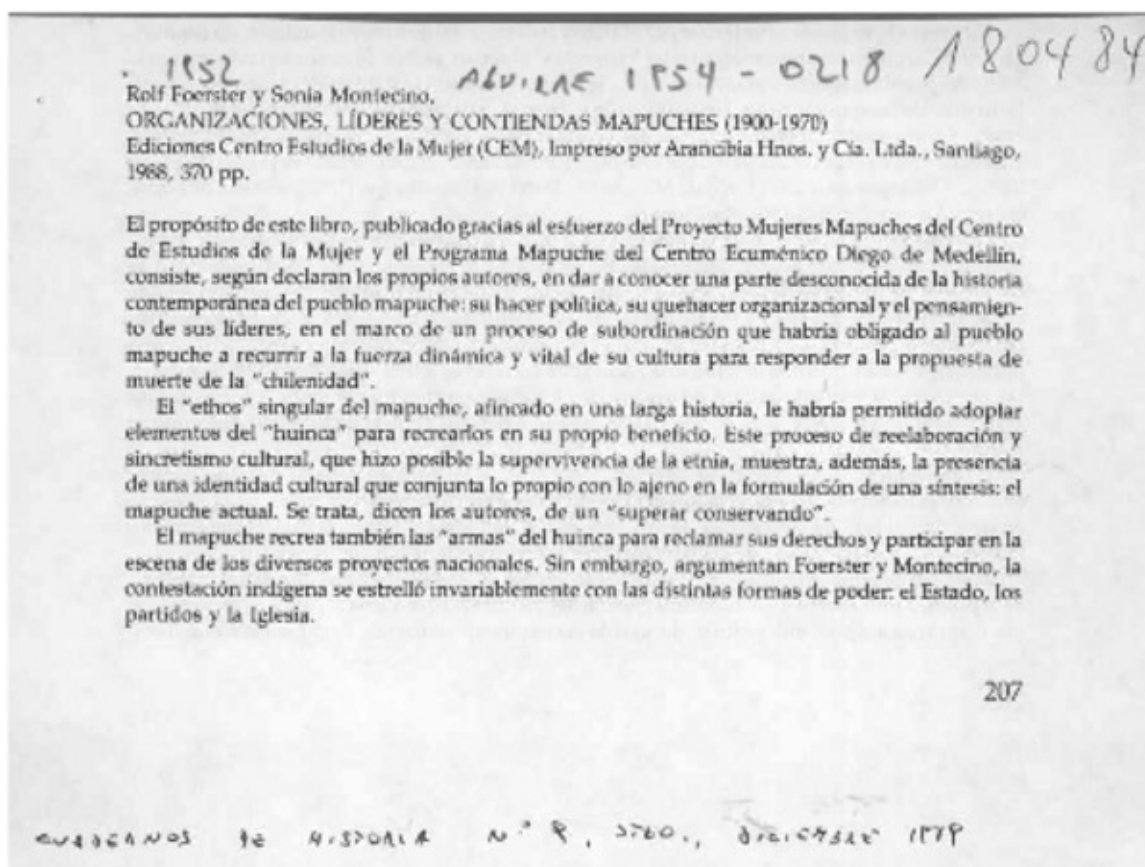 1952
AGUIRRE 1954 - 0218 180484
Rolf Foerster y Sonia Montecino.
ORGANIZACIONES, LÍDERES Y CONTIENDAS MAPUCHES (1900-1970)
Ediciones Centro Estudios de la Mujer (CEM), Impreso por Arancibia Hnos. y Cía. Ltda., Santiago,
1988, 370 pp.
El propósito de este libro, publicado gracias al esfuerzo del Proyecto Mujeres Mapuches del Centro
de Estudios de la Mujer y el Programa Mapuche del Centro Ecuménico Diego de Medellín,
consiste, según declaran los propios autores, en dar a conocer una parte desconocida de la historia
contemporánea del pueblo mapuche: su hacer política, su quehacer organizacional y el pensamien-
to de sus líderes, en el marco de un proceso de subordinación que habría obligado al pueblo
mapuche a recurrir a la fuerza dinámica y vital de su cultura para responder a la propuesta de
muerte de la "chilenidad".
El "ethos" singular del mapuche, afincado en una larga historia, le habría permitido adoptar
elementos del "huinca" para recrearlos en su propio beneficio. Este proceso de reelaboración y
sincretismo cultural, que hizo posible la supervivencia de la etnia, muestra, además, la presencia
de una identidad cultural que conjunta lo propio con lo ajeno en la formulación de una síntesis: el
mapuche actual. Se trata, dicen los autores, de un "superar conservando".
El mapuche recrea también las "armas" del huinca para reclamar sus derechos y participar en la
escena de los diversos proyectos nacionales. Sin embargo, argumentan Foerster y Montecino, la
contestación indígena se estrelló invariablemente con las distintas formas de poder: el Estado, los
partidos y la Iglesia.
207
CUADERNOS DE HISTORIA N° 9, STGO., DICIEMBRE 1989